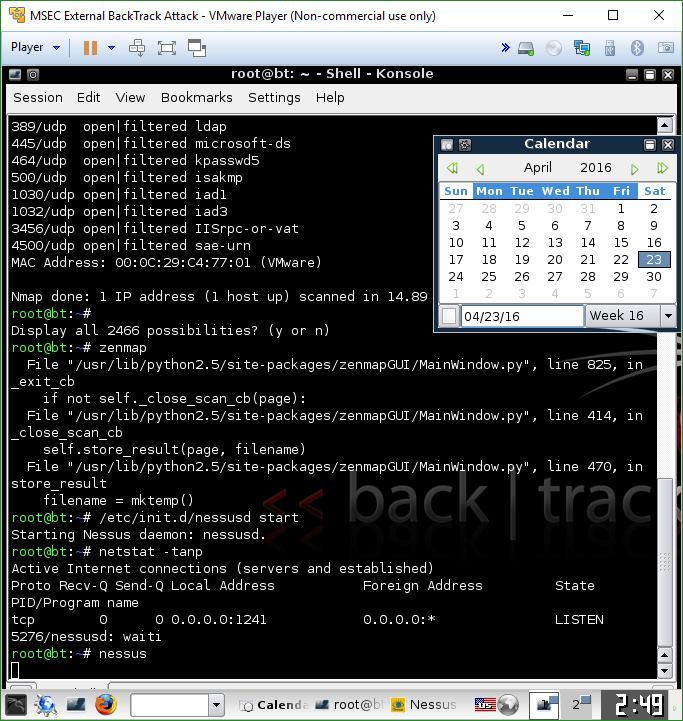 MSEC External BackTrack Attack - VMware Player (Non-commercial use only)
Player
root@bt: ~ - Shell - Konsole
Session Edit View Bookmarks Settings Help
389/udp open|filtered ldap
445/udp open|filtered microsoft-ds
464/udp open|filtered kpasswd5
500/udp open|filtered isakmp
1030/udp open|filtered iad1
1032/udp open|filtered iad3
3456/udp open|filtered IISrpc-or-vat
4500/udp open|filtered sae-urn
MAC Address: 00:0C:29:C4:77:01 (VMware)
Nmap done: 1 IP address (1 host up) scanned in 14.89
root@bt:~#
Display all 2466 possibilities? (y or n)
root@bt:~# zenmap
File "/usr/lib/python2.5/site-packages/zenmapGUI/MainWindow.py", line 825, in
_exit_cb
if not self._close_scan_cb(page):
File "/usr/lib/python2.5/site-packages/zenmapGUI/MainWindow.py", line 414, in
_close_scan_cb
self.store_result(page, filename)
File "/usr/lib/python2.5/site-packages/zenmapGUI/MainWindow.py", line 470, in
store_result
filename = mktemp()
root@bt:~# /etc/init.d/nessusd start
Starting Nessus daemon: nessusd.
root@bt:~# netstat -tanp
Active Internet connections (servers and established)
Proto Recv-Q Send-Q Local Address Foreign Address State
PID/Program name
tcp 0 0 0.0.0.0:1241 0.0.0.0:* LISTEN
5276/nessusd: waiti
root@bt:~# nessus
<< back | track
Calendar
April 2016
Sun Mon Tue Wed Thu Fri Sat
27 28 29 30 31 1 2
3 4 5 6 7 8 9
10 11 12 13 14 15 16
17 18 19 20 21 22 23
24 25 26 27 28 29 30
1 2 3 4 5 6 7
04/23/16 Week 16
Calenda root@bt Nessus 2 2:49